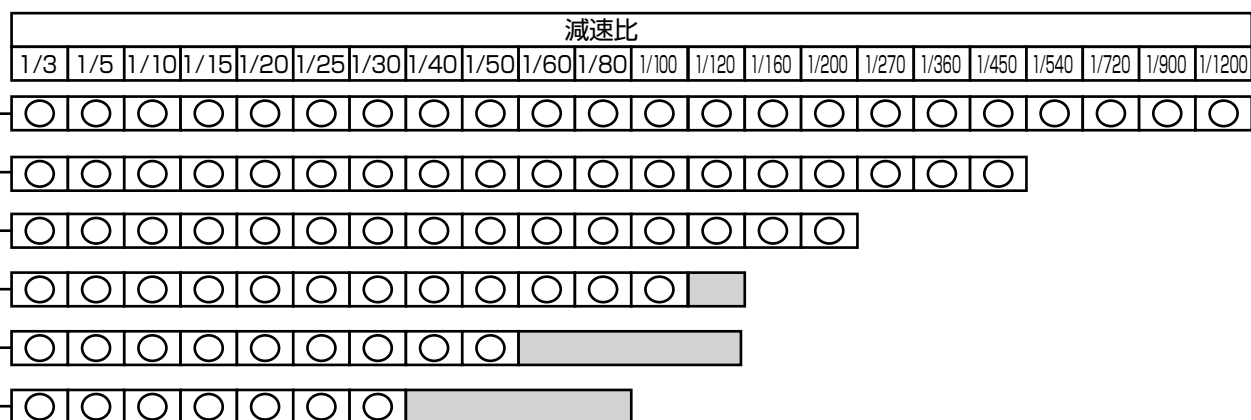 減速比
1/3 1/5 1/10 1/15 1/20 1/25 1/30 1/40 1/50 1/60 1/80 1/100 1/120 1/160 1/200 1/270 1/360 1/450 1/540 1/720 1/900 1/1200
○ ○ ○ ○ ○ ○ ○ ○ ○ ○ ○ ○ ○ ○ ○ ○ ○ ○ ○ ○ ○ ○
○ ○ ○ ○ ○ ○ ○ ○ ○ ○ ○ ○ ○ ○ ○ ○ ○ ○
○ ○ ○ ○ ○ ○ ○ ○ ○ ○ ○ ○ ○ ○ ○
○ ○ ○ ○ ○ ○ ○ ○ ○ ○ ○ ○
○ ○ ○ ○ ○ ○ ○ ○ ○
○ ○ ○ ○ ○ ○ ○